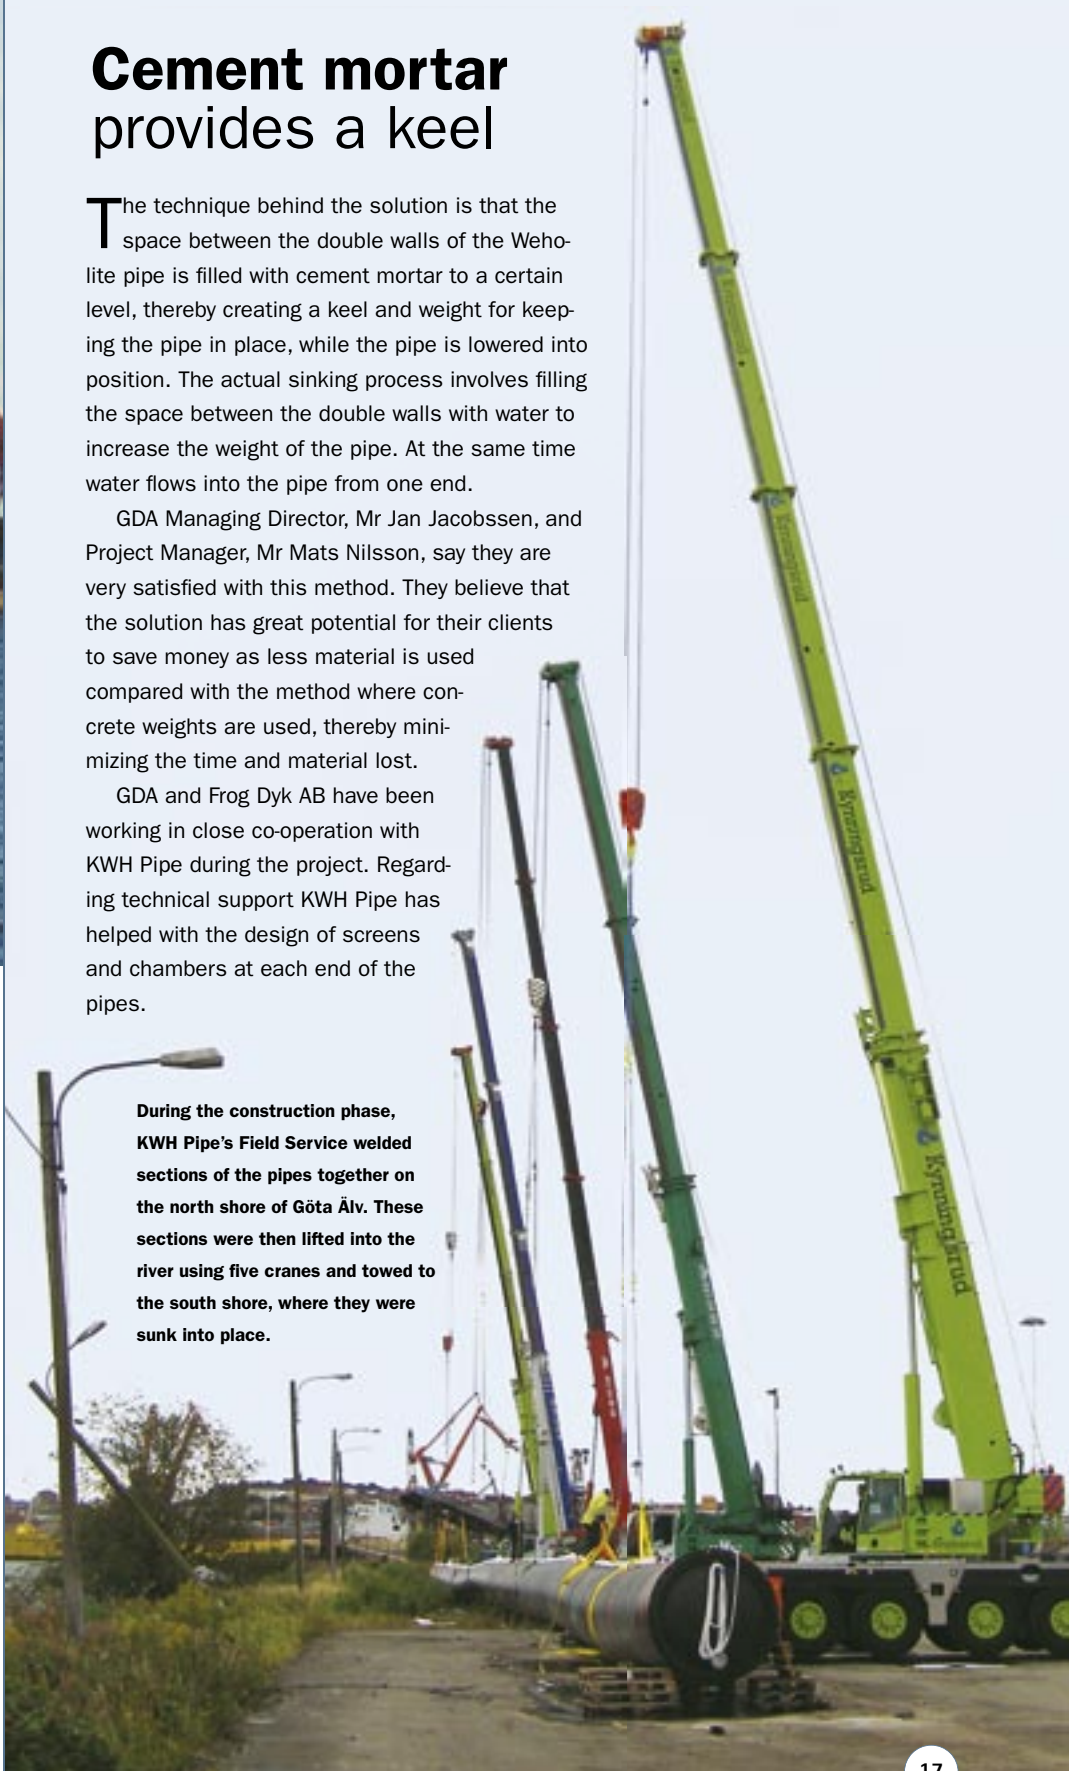 Cement mortar
provides a keel
The technique behind the solution is that the
space between the double walls of the Weho-
lite pipe is filled with cement mortar to a certain
level, thereby creating a keel and weight for keep-
ing the pipe in place, while the pipe is lowered into
position. The actual sinking process involves filling
the space between the double walls with water to
increase the weight of the pipe. At the same time
water flows into the pipe from one end.
GDA Managing Director, Mr Jan Jacobssen, and
Project Manager, Mr Mats Nilsson, say they are
very satisfied with this method. They believe that
the solution has great potential for their clients
to save money as less material is used
compared with the method where con-
crete weights are used, thereby mini-
mizing the time and material lost.
GDA and Frog Dyk AB have been
working in close co-operation with
KWH Pipe during the project. Regard-
ing technical support KWH Pipe has
helped with the design of screens
and chambers at each end of the
pipes.
During the construction phase,
KWH Pipe’s Field Service welded
sections of the pipes together on
the north shore of Göta Älv. These
sections were then lifted into the
river using five cranes and towed to
the south shore, where they were
sunk into place.
Kynningsrud
Kynningsrud
Kynningsrud
17